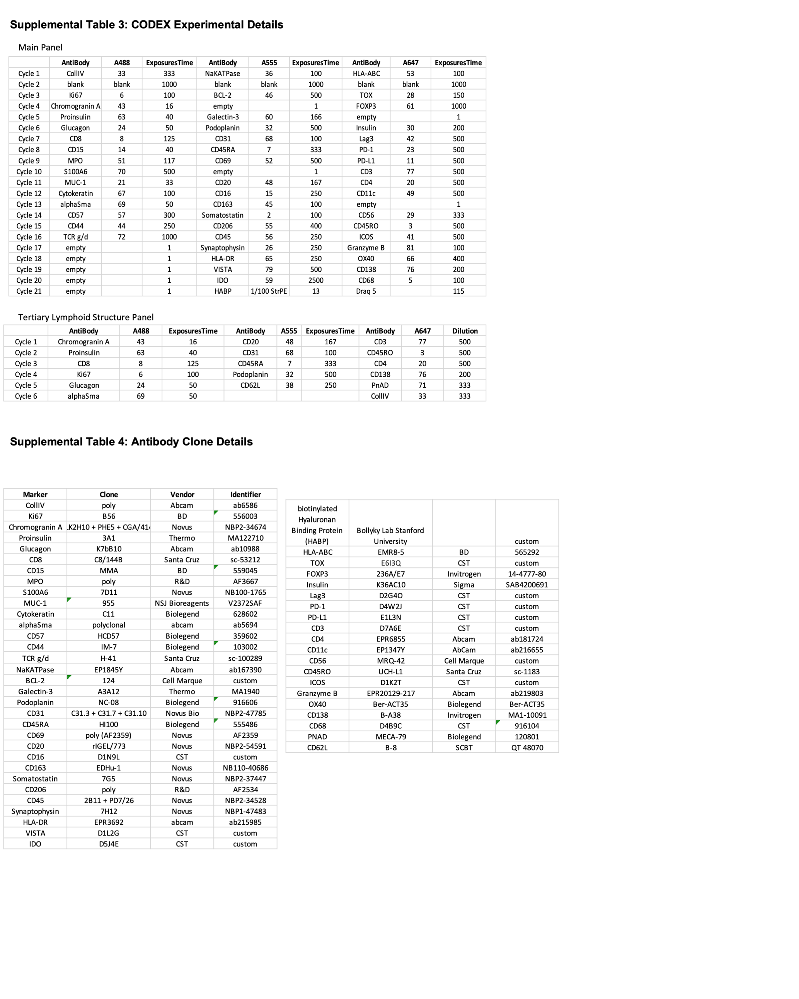 Supplemental Table 3: CODEX Experimental Details
Main Panel
AntiBody A488 ExposuresTime AntiBody A555 ExposuresTime AntiBody A647 ExposuresTime
Cycle 1 CollIV 33 333 NaKATPase 36 100 HLA-ABC 53 100
Cycle 2 blank blank 1000 blank blank 1000 blank blank 1000
Cycle 3 Ki67 6 100 BCL-2 46 500 TOX 28 150
Cycle 4 Chromogranin A 43 16 empty 1 FOXP3 61 1000
Cycle 5 Proinsulin 63 40 Galectin-3 60 166 empty 1
Cycle 6 Glucagon 24 50 Podoplanin 32 500 Insulin 30 200
Cycle 7 CD8 8 125 CD31 68 100 Lag3 42 500
Cycle 8 CD15 14 40 CD45RA 7 333 PD-1 23 500
Cycle 9 MPO 51 117 CD69 52 500 PD-L1 11 500
Cycle 10 S100A6 70 500 empty 1 CD3 77 500
Cycle 11 MUC-1 21 33 CD20 48 167 CD4 20 500
Cycle 12 Cytokeratin 67 100 CD16 15 250 CD11c 49 500
Cycle 13 alphaSma 69 50 CD163 45 100 empty 1
Cycle 14 CD57 57 300 Somatostatin 2 100 CD56 29 333
Cycle 15 CD44 44 250 CD206 55 400 CD45RO 3 500
Cycle 16 TCR g/d 72 1000 CD45 56 250 ICOS 41 500
Cycle 17 empty 1 Synaptophysin 26 250 Granzyme B 81 100
Cycle 18 empty 1 HLA-DR 65 250 OX40 66 400
Cycle 19 empty 1 VISTA 79 500 CD138 76 200
Cycle 20 empty 1 IDO 59 2500 CD68 5 100
Cycle 21 empty 1 HABP 1/100 StrPE 13 Draq 5 115
Tertiary Lymphoid Structure Panel
AntiBody A488 ExposuresTime AntiBody A555 ExposuresTime AntiBody A647 Dilution
Cycle 1 Chromogranin A 43 16 CD20 48 167 CD3 77 500
Cycle 2 Proinsulin 63 40 CD31 68 100 CD45RO 3 500
Cycle 3 CD8 8 125 CD45RA 7 333 CD4 20 500
Cycle 4 Ki67 6 100 Podoplanin 32 500 CD138 76 200
Cycle 5 Glucagon 24 50 CD62L 38 250 PnAD 71 333
Cycle 6 alphaSma 69 50 CollIV 33 333
Supplemental Table 4: Antibody Clone Details
Marker Clone Vendor Identifier
CollIV poly Abcam ab6586
Ki67 B56 BD 556003
Chromogranin A .K2H10 + PHE5 + CGA/414 Novus NBP2-34674
Proinsulin 3A1 Thermo MA122710
Glucagon K7bB10 Abcam ab10988
CD8 C8/144B Santa Cruz sc-53212
CD15 MMA BD 559045
MPO poly R&D AF3667
S100A6 7D11 Novus NB100-1765
MUC-1 955 NSJ Bioreagents V2372SAF
Cytokeratin C11 Biolegend 628602
alphaSma polyclonal abcam ab5694
CD57 HCD57 Biolegend 359602
CD44 IM-7 Biolegend 103002
TCR g/d H-41 Santa Cruz sc-100289
NaKATPase EP1845Y Abcam ab167390
BCL-2 124 Cell Marque custom
Galectin-3 A3A12 Thermo MA1940
Podoplanin NC-08 Biolegend 916606
CD31 C31.3 + C31.7 + C31.10 Novus Bio NBP2-47785
CD45RA HI100 Biolegend 555486
CD69 poly (AF2359) Novus AF2359
CD20 rIGEL/773 Novus NBP2-54591
CD16 D1N9L CST custom
CD163 EDHu-1 Novus NB110-40686
Somatostatin 7G5 Novus NBP2-37447
CD206 poly R&D AF2534
CD45 2B11 + PD7/26 Novus NBP2-34528
Synaptophysin 7H12 Novus NBP1-47483
HLA-DR EPR3692 abcam ab215985
VISTA D1L2G CST custom
IDO D5J4E CST custom
biotinylated
Hyaluronan
Binding Protein Bollyky Lab Stanford
(HABP) University custom
HLA-ABC EMR8-5 BD 565292
TOX E6I3Q CST custom
FOXP3 236A/E7 Invitrogen 14-4777-80
Insulin K36AC10 Sigma SAB4200691
Lag3 D2G4O CST custom
PD-1 D4W2J CST custom
PD-L1 E1L3N CST custom
CD3 D7A6E CST custom
CD4 EPR6855 Abcam ab181724
CD11c EP1347Y AbCam ab216655
CD56 MRQ-42 Cell Marque custom
CD45RO UCH-L1 Santa Cruz sc-1183
ICOS D1K2T CST custom
Granzyme B EPR20129-217 Abcam ab219803
OX40 Ber-ACT35 Biolegend Ber-ACT35
CD138 B-A38 Invitrogen MA1-10091
CD68 D4B9C CST 916104
PNAD MECA-79 Biolegend 120801
CD62L B-8 SCBT QT 48070